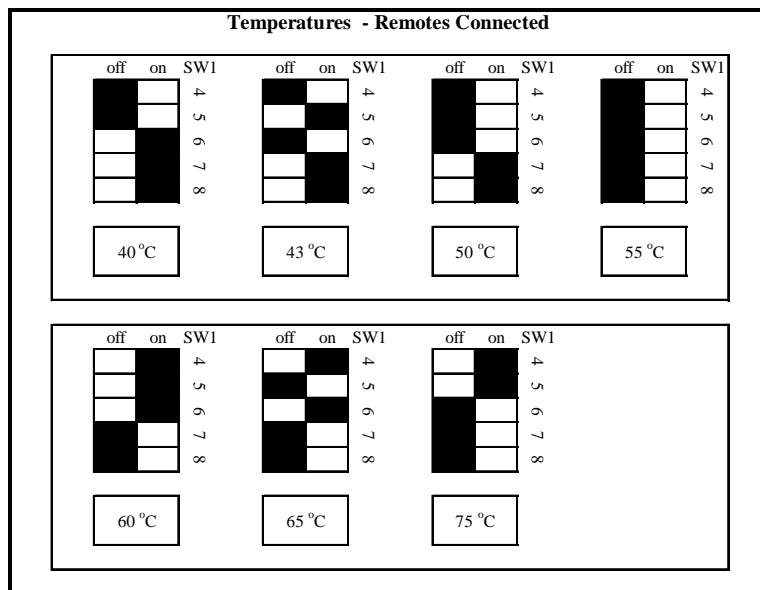 Temperatures - Remotes Connected
off on SW1 off on SW1 off on SW1 off on SW1
4 4 4 4
5 5 5 5
6 6 6 6
7 7 7 7
8 8 8 8
40 °C 43 °C 50 °C 55 °C
off on SW1 off on SW1 off on SW1
4 4 4
5 5 5
6 6 6
7 7 7
8 8 8
60 °C 65 °C 75 °C